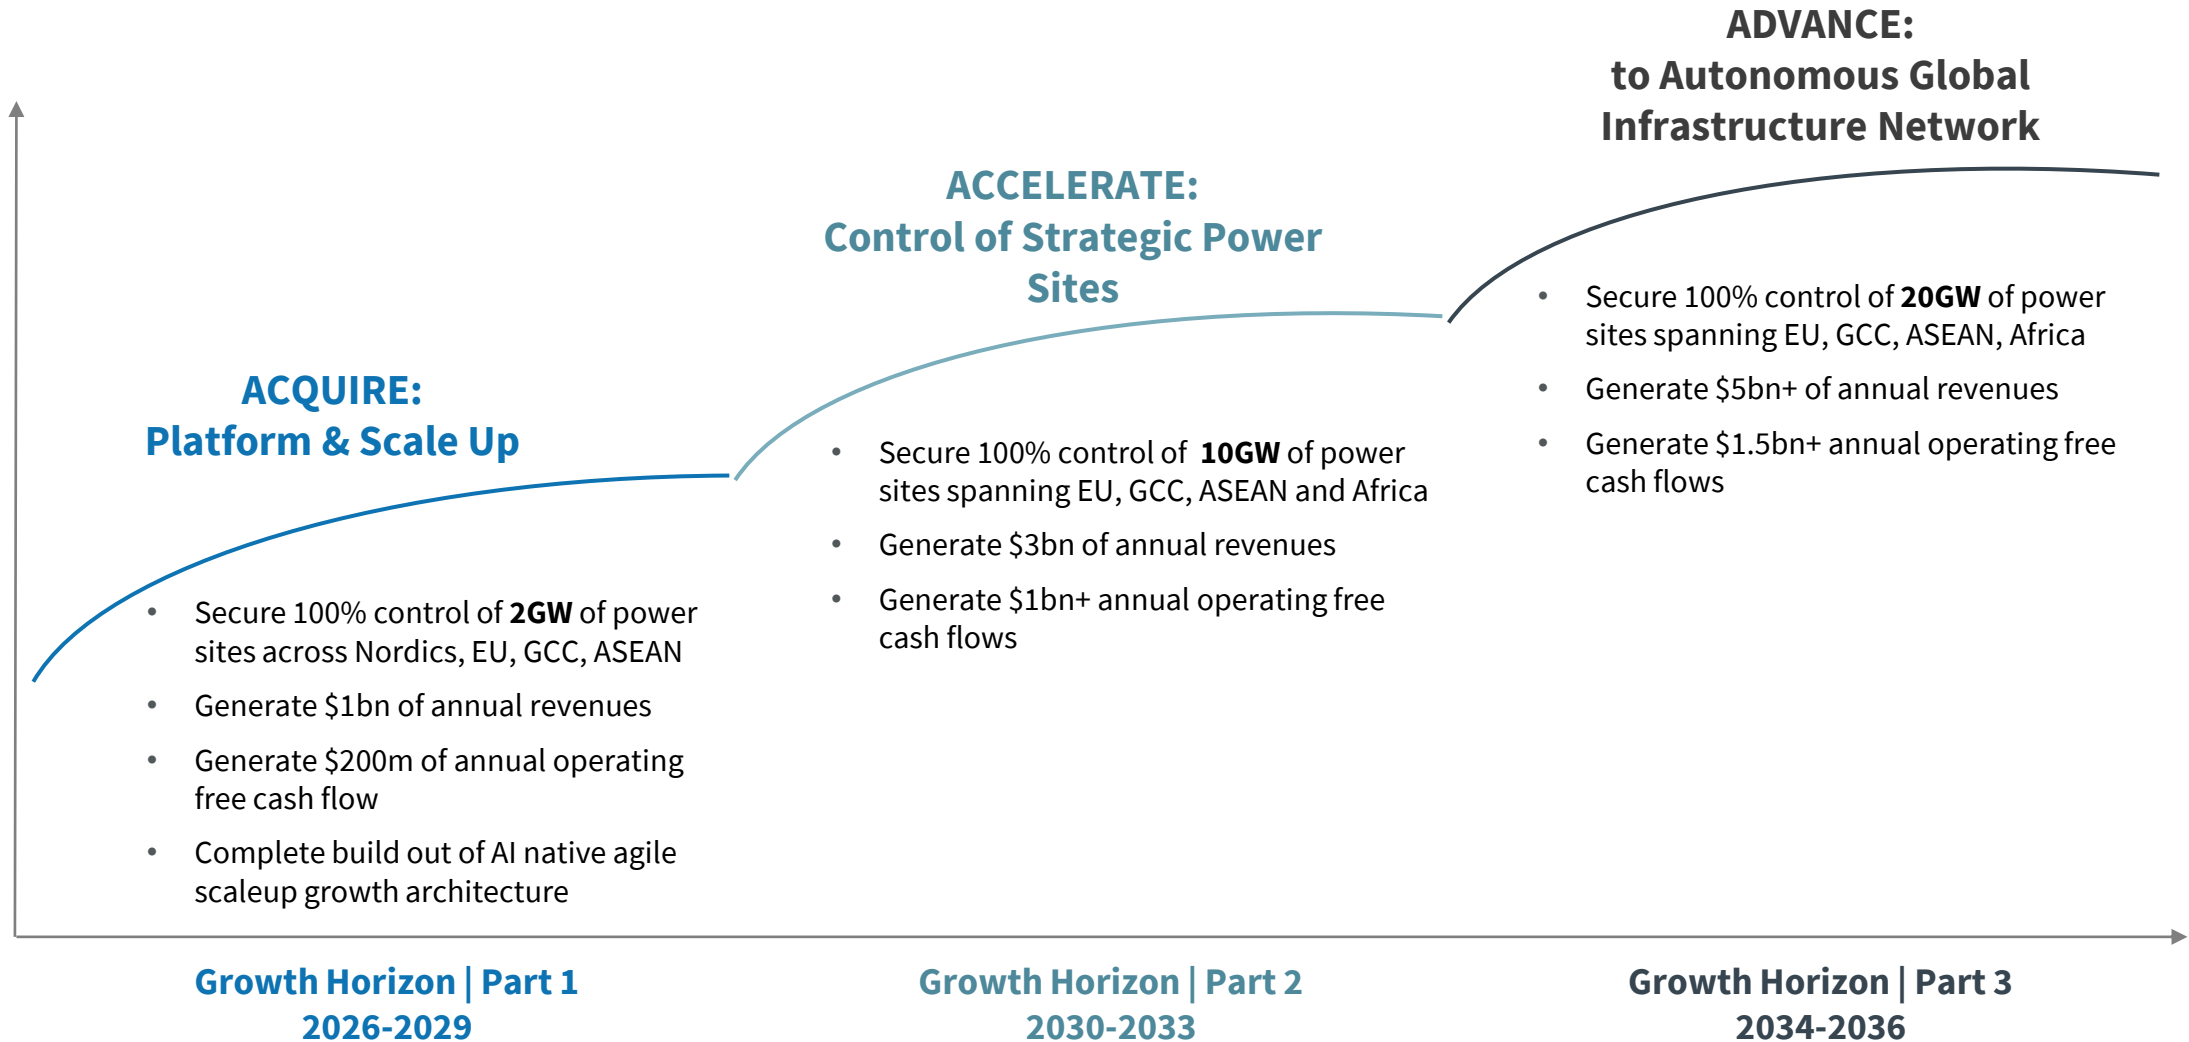 ADVANCE:
to Autonomous Global
Infrastructure Network
ACCELERATE:
Control of Strategic Power
Sites
ACQUIRE:
Platform & Scale Up
• Secure 100% control of 2GW of power
sites across Nordics, EU, GCC, ASEAN
• Generate $1bn of annual revenues
• Generate $200m of annual operating
free cash flow
• Complete build out of AI native agile
scaleup growth architecture
• Secure 100% control of 10GW of power
sites spanning EU, GCC, ASEAN and Africa
• Generate $3bn of annual revenues
• Generate $1bn+ annual operating free
cash flows
• Secure 100% control of 20GW of power
sites spanning EU, GCC, ASEAN, Africa
• Generate $5bn+ of annual revenues
• Generate $1.5bn+ annual operating free
cash flows
Growth Horizon | Part 1
2026-2029
Growth Horizon | Part 2
2030-2033
Growth Horizon | Part 3
2034-2036